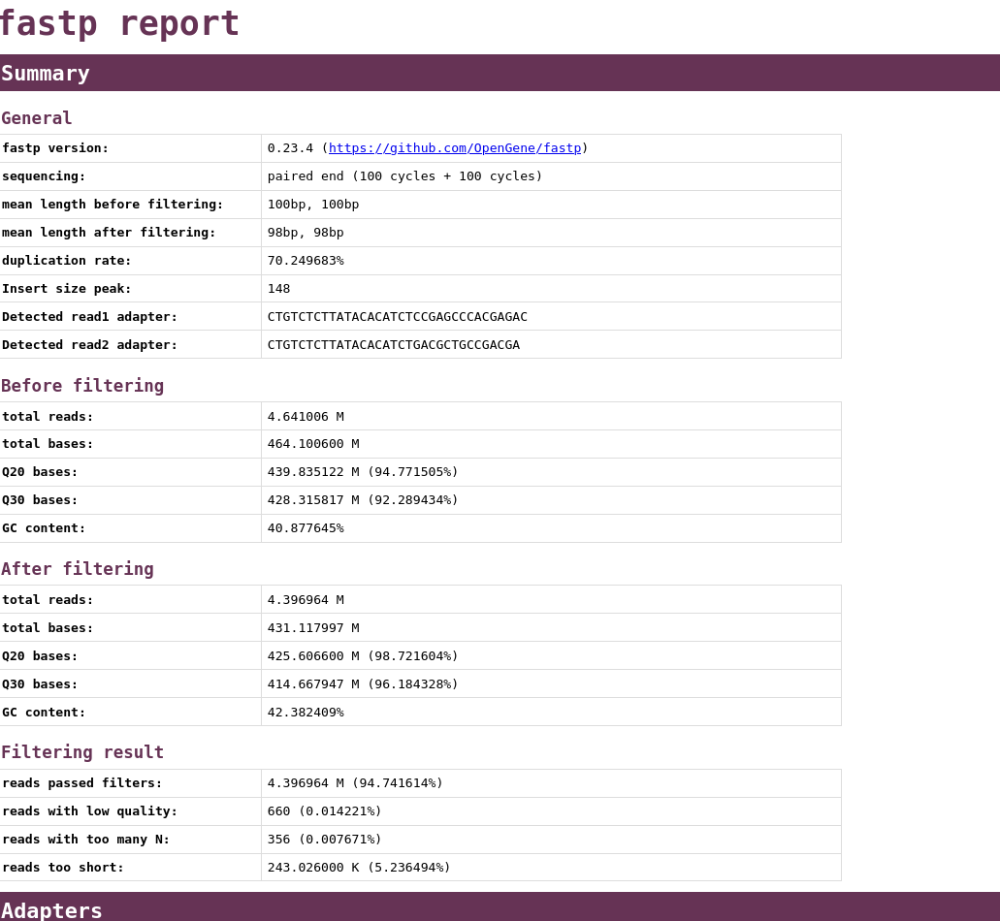 fastp report
Summary
General
fastp version: 0.23.4 (https://github.com/OpenGene/fastp)
sequencing: paired end (100 cycles + 100 cycles)
mean length before filtering: 100bp, 100bp
mean length after filtering: 98bp, 98bp
duplication rate: 70.249683%
Insert size peak: 148
Detected read1 adapter: CTGTCTCTTATACACATCTCCGAGCCCACGAGAC
Detected read2 adapter: CTGTCTCTTATACACATCTGACGCTGCCGACGA
Before filtering
total reads: 4.641006 M
total bases: 464.100600 M
Q20 bases: 439.835122 M (94.771505%)
Q30 bases: 428.315817 M (92.289434%)
GC content: 40.877645%
After filtering
total reads: 4.396964 M
total bases: 431.117997 M
Q20 bases: 425.606600 M (98.721604%)
Q30 bases: 414.667947 M (96.184328%)
GC content: 42.382409%
Filtering result
reads passed filters: 4.396964 M (94.741614%)
reads with low quality: 660 (0.014221%)
reads with too many N: 356 (0.007671%)
reads too short: 243.026000 K (5.236494%)
Adapters